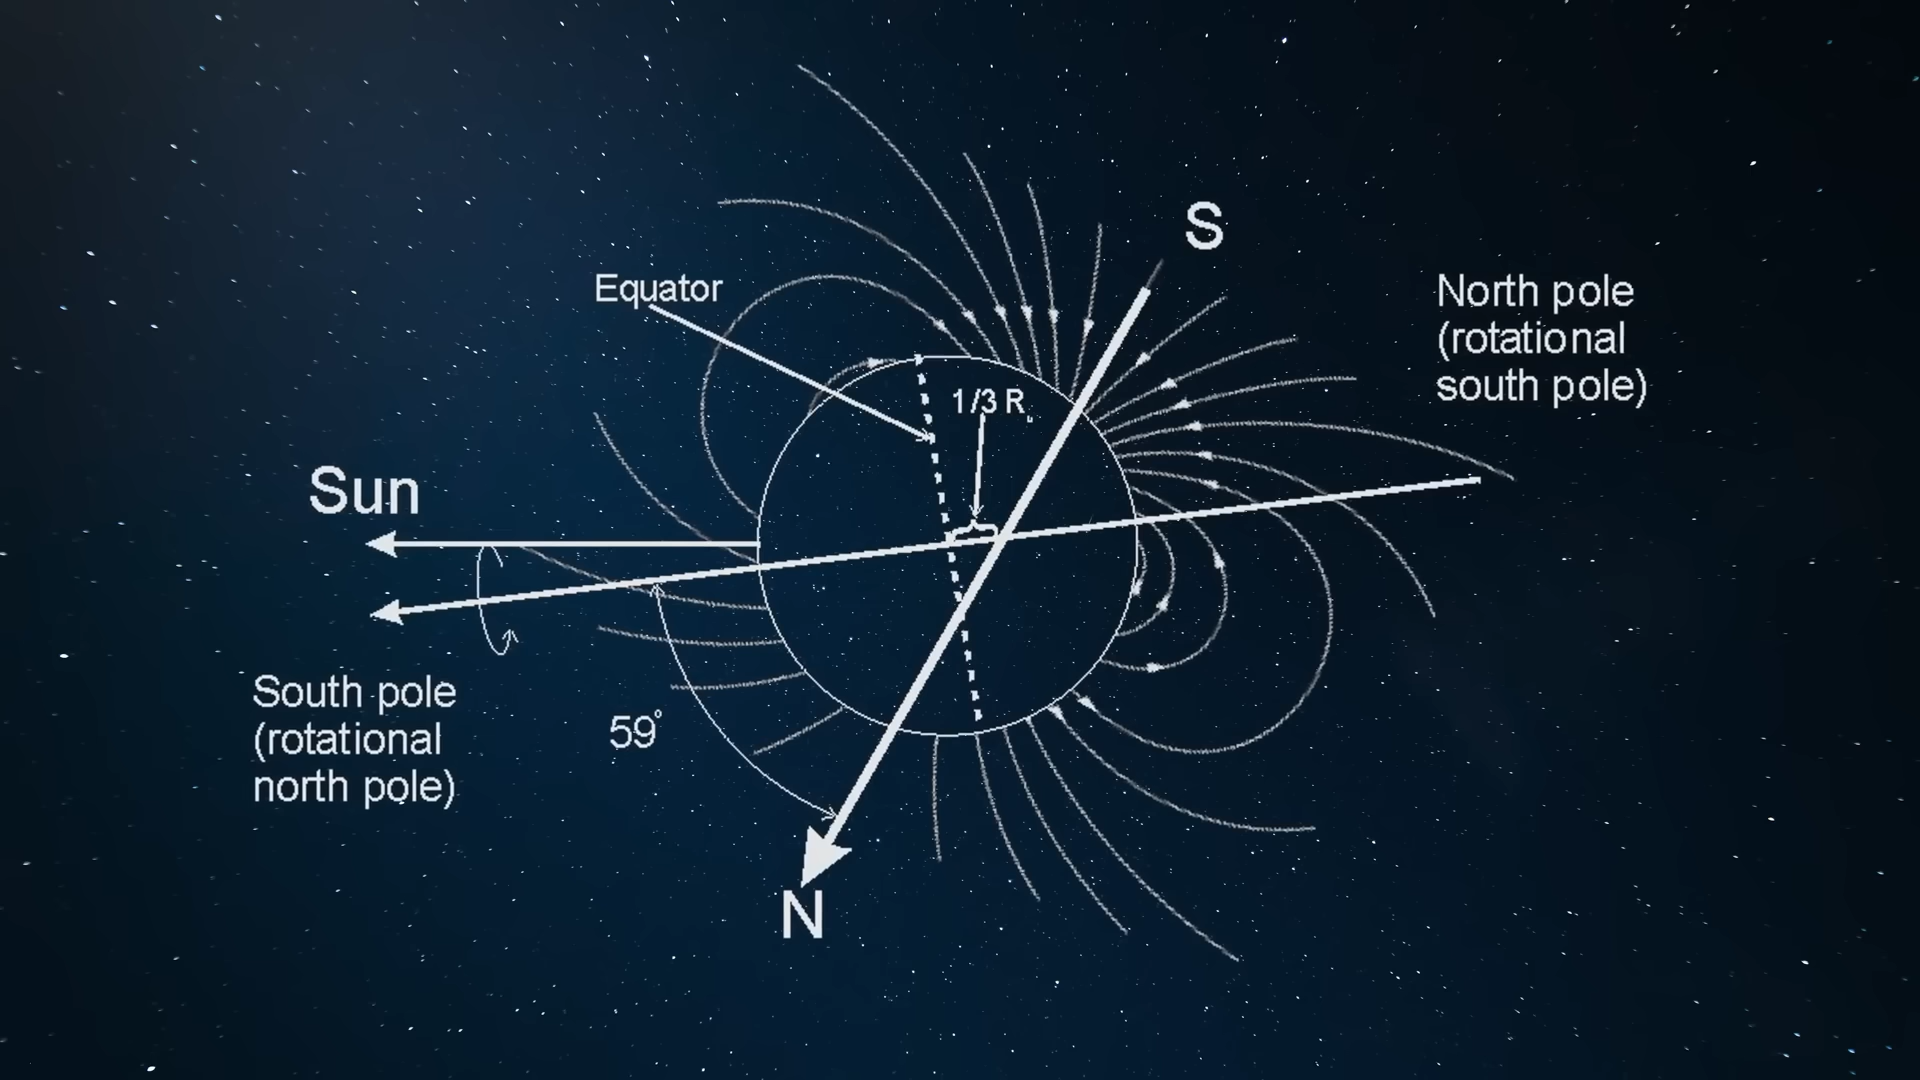 S
Equator
North pole
(rotational
south pole)
1/3 R
Sun
South pole
(rotational
north pole)
59°
N